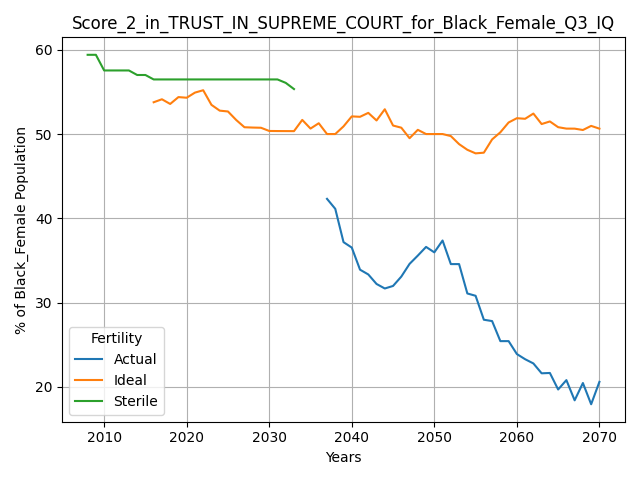 Score_2_in_TRUST_IN_SUPREME_COURT_for_Black_Female_Q3_IQ
% of Black_Female Population
60
50
40
30
20
Fertility
Actual
Ideal
Sterile
2010 2020 2030 2040 2050 2060 2070
Years